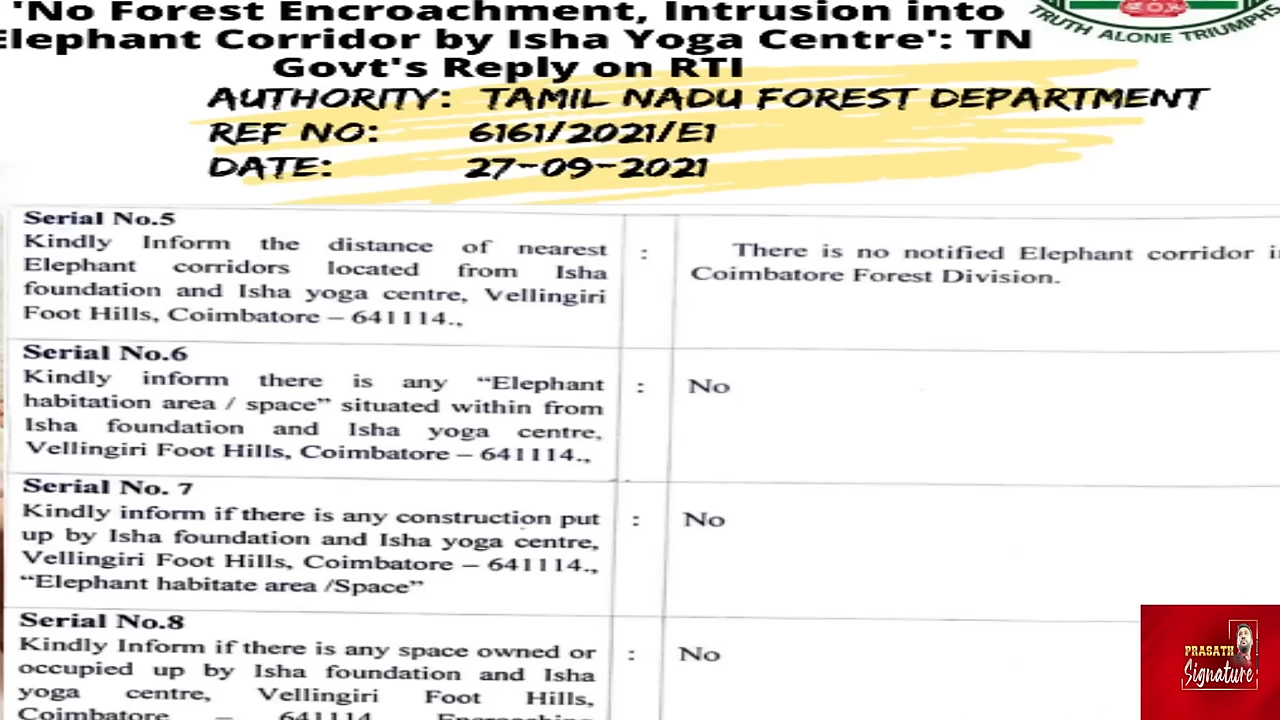 'No Forest Encroachment, Intrusion into
Elephant Corridor by Isha Yoga Centre': TN
Govt's Reply on RTI
TRUTH ALONE TRIUMPHS
AUTHORITY: TAMIL NADU FOREST DEPARTMENT
REF NO: 6161/2021/E1
DATE: 27-09-2021
Serial No.5
Kindly Inform the distance of nearest
Elephant corridors located from Isha
foundation and Isha yoga centre, Vellingiri
Foot Hills, Coimbatore – 641114.,
:
There is no notified Elephant corridor in
Coimbatore Forest Division.
Serial No.6
Kindly inform there is any “Elephant
habitation area / space” situated within from
Isha foundation and Isha yoga centre,
Vellingiri Foot Hills, Coimbatore – 641114.,
:
No
Serial No. 7
Kindly inform if there is any construction put
up by Isha foundation and Isha yoga centre,
Vellingiri Foot Hills, Coimbatore – 641114.,
“Elephant habitate area /Space”
:
No
Serial No.8
Kindly Inform if there is any space owned or
occupied up by Isha foundation and Isha
yoga centre, Vellingiri Foot Hills,
Coimbatore – 641114 Encroaching
:
No
PRASATH
Signature